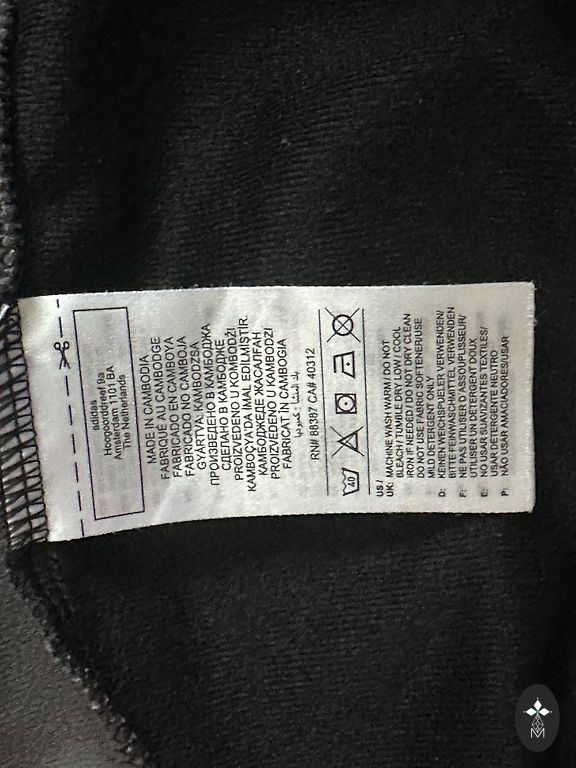 adidas
Hoogoorddreef 9a
Amsterdam 1101 BA
The Netherlands
MADE IN CAMBODIA
FABRIQUÉ AU CAMBODGE
FABRICADO EN CAMBOYA
FABRICADO NO CAMBOJA
GYÁRTVA: KAMBODZSA
ПРОИЗВЕДЕНО В КАМБОДЖА
СДЕЛАНО В КАМБОДЖЕ
PROIZVEDENO U KOMBODŽI
KAMBOÇYA'DA İMAL EDİLMİŞTİR
КАМБОДЖЕДЕ ЖАСАЛҒАН
PROIZVEDENO U KAMBODZI
FABRICAT ÎN CAMBOGIA
RN# 88387 CA# 40312
40
US /
UK: MACHINE WASH WARM / DO NOT
BLEACH / TUMBLE DRY LOW / COOL
IRON IF NEEDED / DO NOT DRY CLEAN
DO NOT USE FABRIC SOFTENER/USE
MILD DETERGENT ONLY
D: KEINEN WEICHSPUELER VERWENDEN/
BITTE FEINWASCHMITTEL VERWENDEN
F: NE PAS UTILISER D'ASSOUPLISSEUR/
UTILISER UN DETERGENT DOUX
E: NO USAR SUAVIZANTES TEXTILES/
USAR DETERGENTE NEUTRO
P: NÃO USAR AMACIADORES/USAR
M